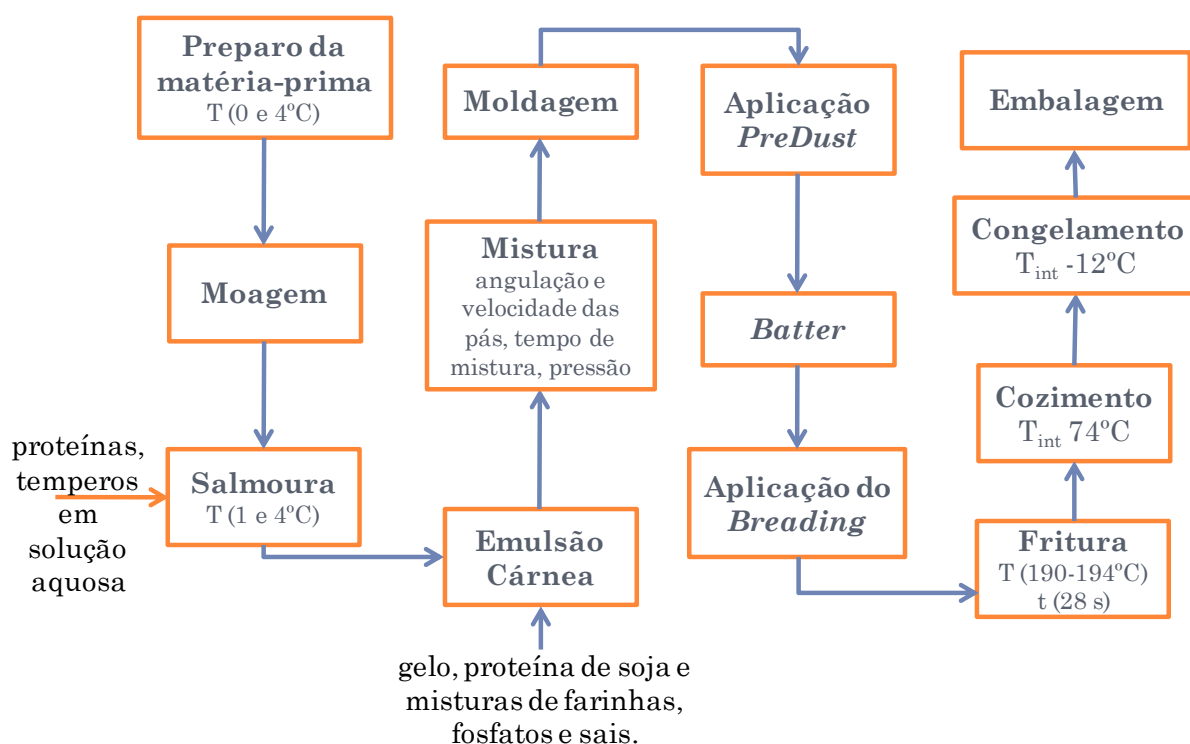 Preparo da
matéria-prima
T (0 e 4ºC)
Moagem
proteínas,
temperos
em
solução
aquosa
Salmoura
T (1 e 4ºC)
Emulsão
Cárnea
gelo, proteína de soja e
misturas de farinhas,
fosfatos e sais.
Mistura
angulação e
velocidade das
pás, tempo de
mistura, pressão
Moldagem
Aplicação
PreDust
Batter
Aplicação do
Breading
Fritura
T (190-194ºC)
t (28 s)
Cozimento
Tint 74ºC
Congelamento
Tint -12ºC
Embalagem